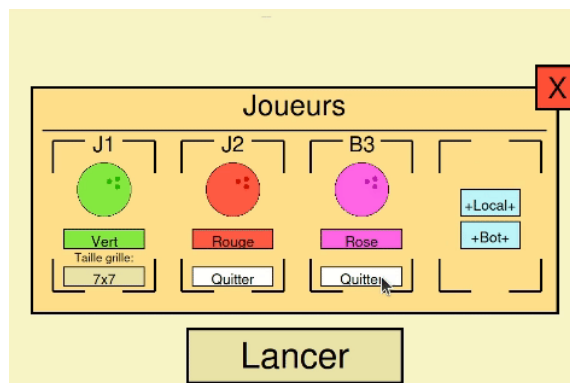 X
Joueurs
J1 J2 B3
+Local+
Vert Rouge Rose +Bot+
Taille grille:
7x7 Quitter Quitter
Lancer